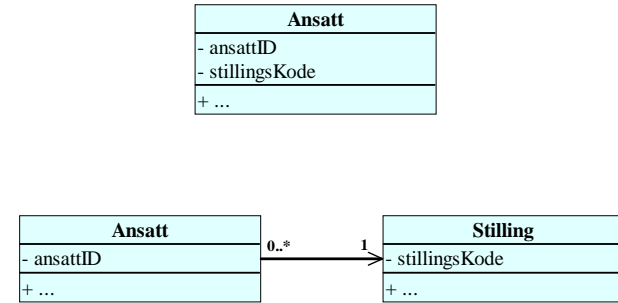 Ansatt
- ansattID
- stillingsKode
+ ...
Ansatt
- ansattID
+ ...
0..*
1
Stilling
- stillingsKode
+ ...